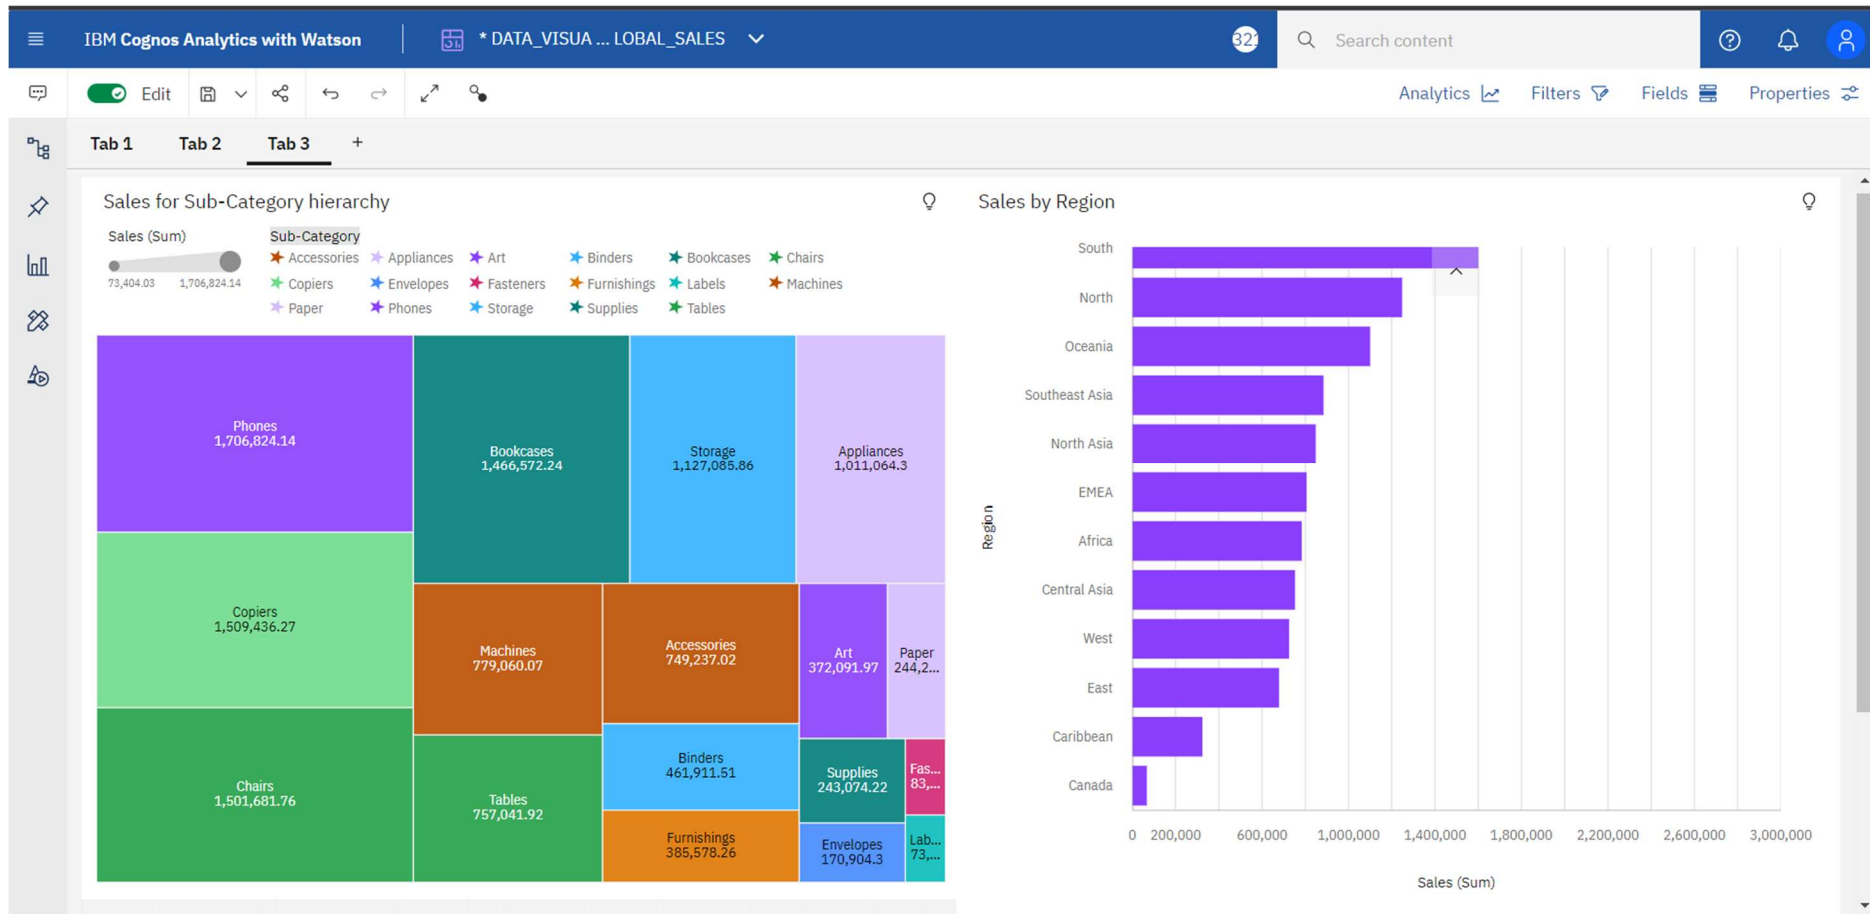 IBM Cognos Analytics with Watson
* DATA_VISUA ... LOBAL_SALES
321
Search content
Edit
Analytics
Filters
Fields
Properties
Tab 1
Tab 2
Tab 3
+
Sales for Sub-Category hierarchy
Sales (Sum)
73,404.03 1,706,824.14
Sub-Category
Accessories Appliances Art Binders Bookcases Chairs
Copiers Envelopes Fasteners Furnishings Labels Machines
Paper Phones Storage Supplies Tables
Phones
1,706,824.14
Bookcases
1,466,572.24
Storage
1,127,085.86
Appliances
1,011,064.3
Copiers
1,509,436.27
Machines
779,060.07
Accessories
749,237.02
Art
372,091.97
Paper
244,2...
Chairs
1,501,681.76
Tables
757,041.92
Binders
461,911.51
Furnishings
385,578.26
Supplies
243,074.22
Fas...
83,...
Envelopes
170,904.3
Lab...
73,...
Sales by Region
Region
South
North
Oceania
Southeast Asia
North Asia
EMEA
Africa
Central Asia
West
East
Caribbean
Canada
0 200,000 600,000 1,000,000 1,400,000 1,800,000 2,200,000 2,600,000 3,000,000
Sales (Sum)